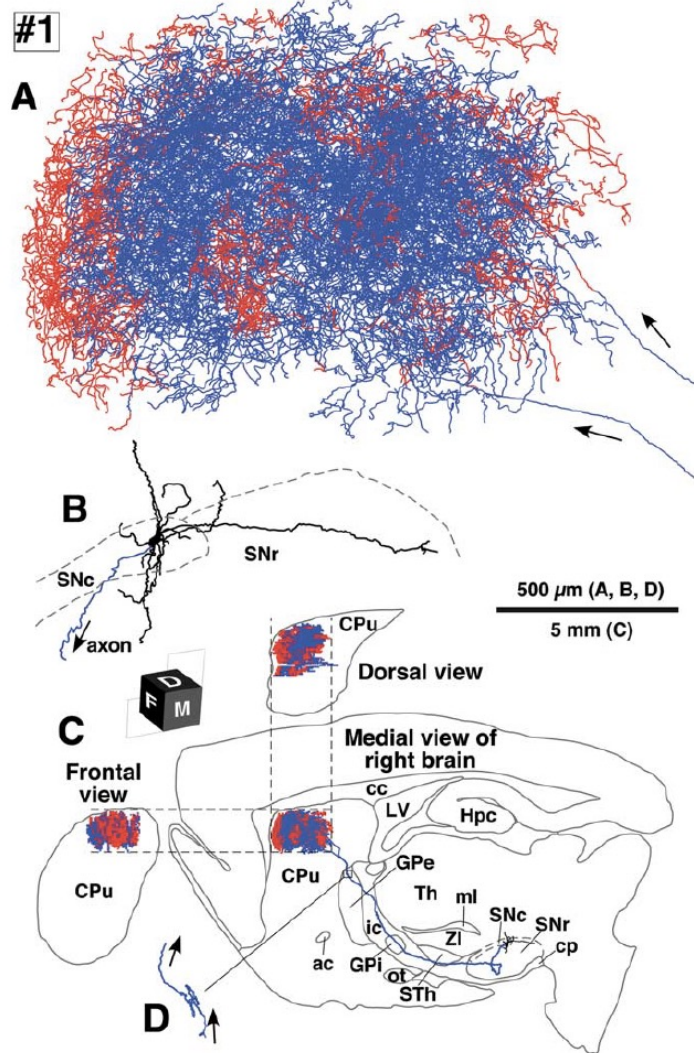 #1
A
B
SNc
SNr
axon
500 µm (A, B, D)
5 mm (C)
CPu
Dorsal view
D
F
M
C
Medial view of
right brain
Frontal
view
cc
LV
Hpc
CPu
CPu
GPe
Th
ml
SNc
SNr
ic
ZI
cp
ac
GPi
ot
STh
D